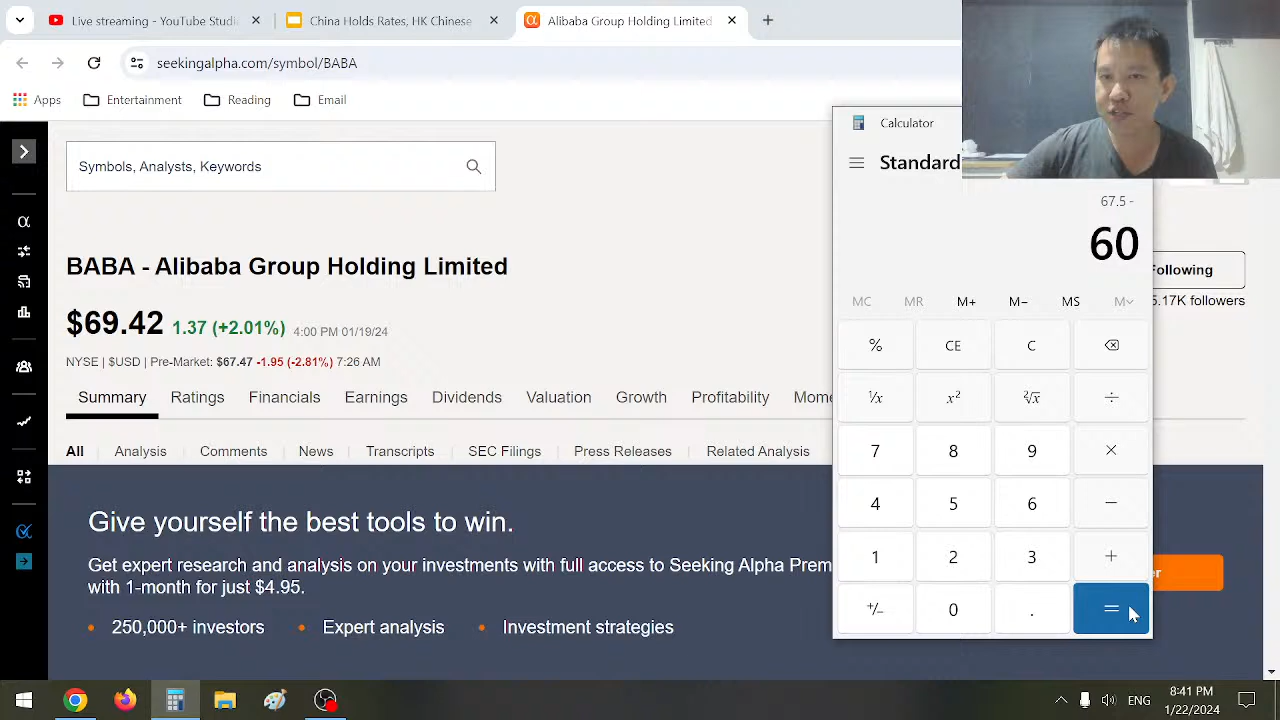 Live streaming - YouTube Studi
China Holds Rates, HK Chinese
Alibaba Group Holding Limited
seekingalpha.com/symbol/BABA
Apps
Entertainment
Reading
Email
Symbols, Analysts, Keywords
BABA - Alibaba Group Holding Limited
$69.42 1.37 (+2.01%) 4:00 PM 01/19/24
NYSE | $USD | Pre-Market: $67.47 -1.95 (-2.81%) 7:26 AM
Following
5.17K followers
Summary Ratings Financials Earnings Dividends Valuation Growth Profitability Mome
All Analysis Comments News Transcripts SEC Filings Press Releases Related Analysis
Give yourself the best tools to win.
Get expert research and analysis on your investments with full access to Seeking Alpha Prem
with 1-month for just $4.95.
250,000+ investors Expert analysis Investment strategies
er
Calculator
Standard
67.5 -
60
MC MR M+ M− MS M˅
% CE C
⅟x x² ²√x ÷
7 8 9 ×
4 5 6 −
1 2 3 +
+/− 0 . =
ENG
8:41 PM
1/22/2024